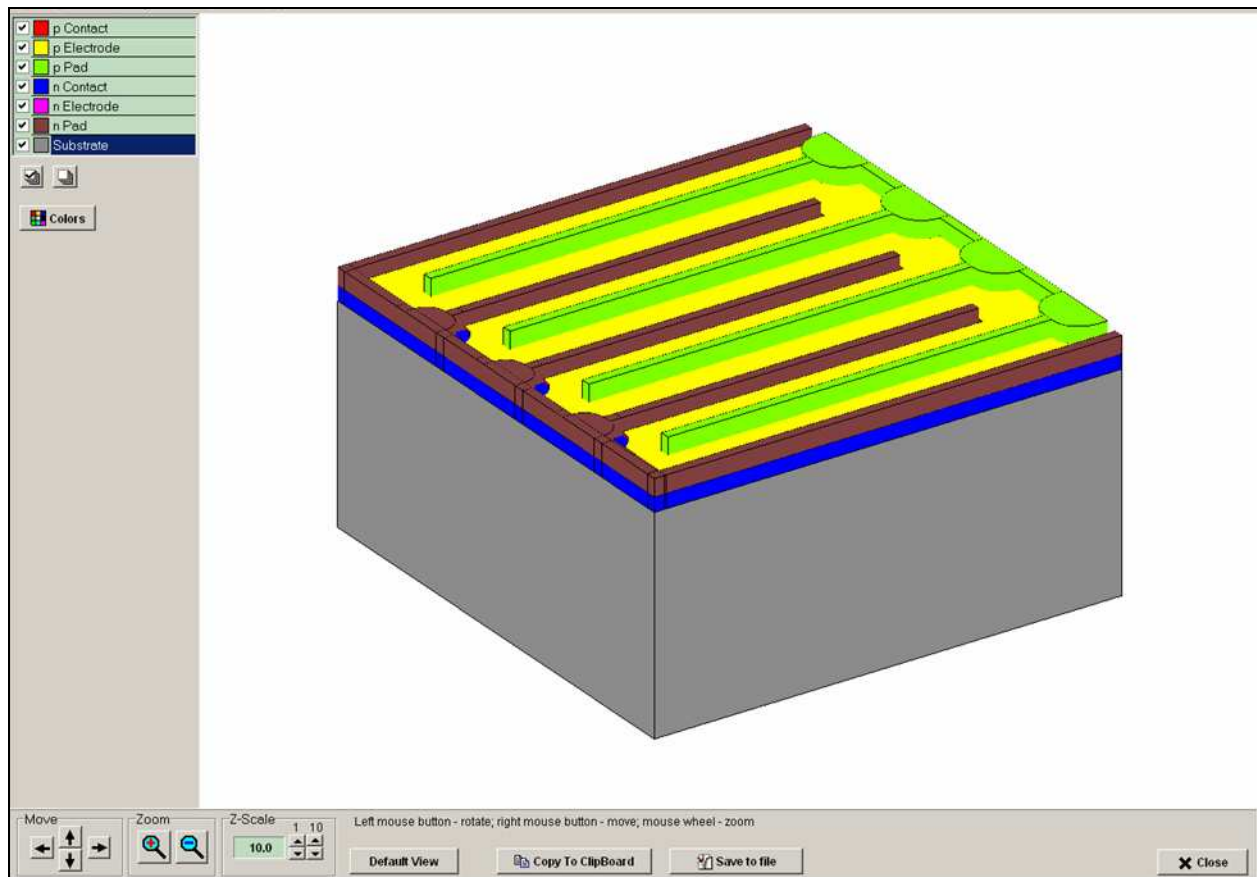 p Contact
p Electrode
p Pad
n Contact
n Electrode
n Pad
Substrate
Colors
Move
Zoom
Z-Scale
1 10
10.0
Left mouse button - rotate; right mouse button - move; mouse wheel - zoom
Default View
Copy To ClipBoard
Save to file
Close